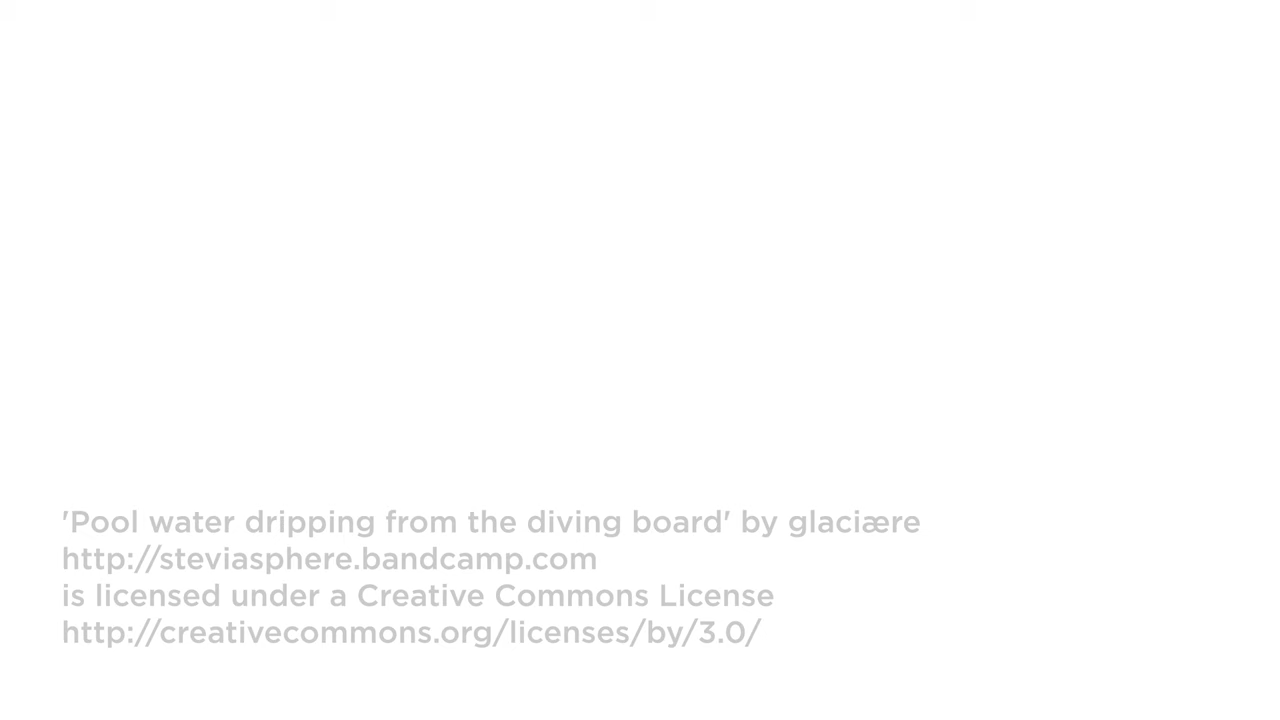 'Pool water dripping from the diving board' by glaciære
http://steviasphere.bandcamp.com
is licensed under a Creative Commons License
http://creativecommons.org/licenses/by/3.0/